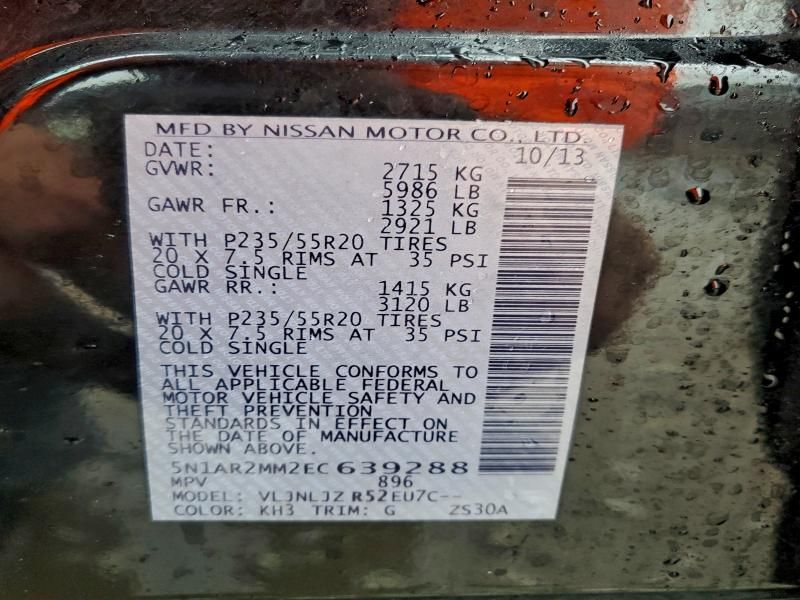 MFD BY NISSAN MOTOR CO., LTD.
DATE: 10/13
GVWR: 2715 KG
5986 LB
GAWR FR.: 1325 KG
2921 LB
WITH P235/55R20 TIRES
20 X 7.5 RIMS AT 35 PSI
COLD SINGLE
GAWR RR.: 1415 KG
3120 LB
WITH P235/55R20 TIRES
20 X 7.5 RIMS AT 35 PSI
COLD SINGLE
THIS VEHICLE CONFORMS TO
ALL APPLICABLE FEDERAL
MOTOR VEHICLE SAFETY AND
THEFT PREVENTION
STANDARDS IN EFFECT ON
THE DATE OF MANUFACTURE
SHOWN ABOVE.
5N1AR2MM2EC639288
MPV 896
MODEL: VLJNLJZ R52EU7C--
COLOR: KH3 TRIM: G ZS30A